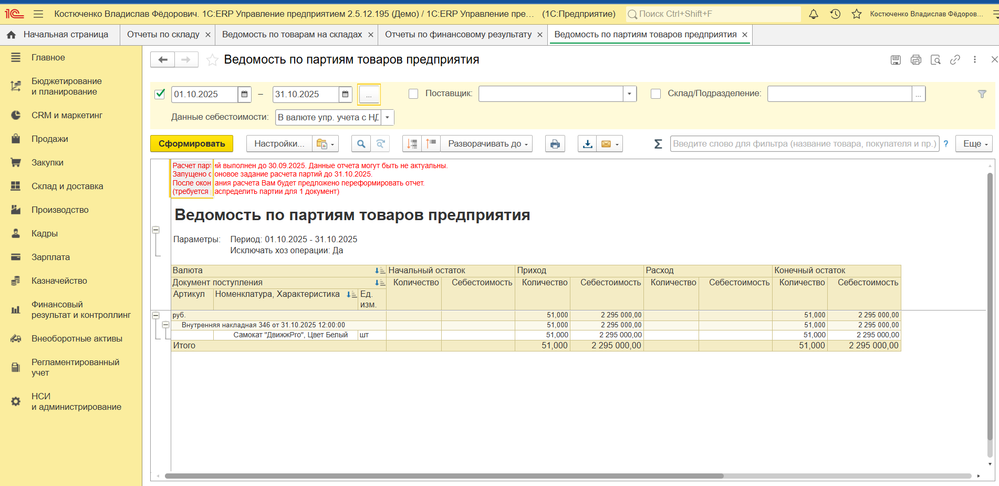 1С Костюченко Владислав Фёдорович. 1С:ERP Управление предприятием 2.5.12.195 (Демо) / 1С:ERP Управление пре... (1С:Предприятие) Поиск Ctrl+Shift+F Костюченко Владислав Фёдоров...
Начальная страница Отчеты по складу × Ведомость по товарам на складах × Отчеты по финансовому результату × Ведомость по партиям товаров предприятия ×
Главное
Бюджетирование
и планирование
CRM и маркетинг
Продажи
Закупки
Склад и доставка
Производство
Кадры
Зарплата
Казначейство
Финансовый
результат и контроллинг
Внеоборотные активы
Регламентированный
учет
НСИ
и администрирование
Ведомость по партиям товаров предприятия
01.10.2025 – 31.10.2025 ... Поставщик: Склад/Подразделение: ...
Данные себестоимости: В валюте упр. учета с НД
Сформировать Настройки... Разворачивать до Σ Введите слово для фильтра (название товара, покупателя и пр.) ? Еще
Расчет партий выполнен до 30.09.2025. Данные отчета могут быть не актуальны.
Запущено фоновое задание расчета партий до 31.10.2025.
После окончания расчета Вам будет предложено переформировать отчет.
(требуется распределить партии для 1 документ)
Ведомость по партиям товаров предприятия
Параметры: Период: 01.10.2025 - 31.10.2025
Исключать хоз операции: Да
Валюта Начальный остаток Приход Расход Конечный остаток
Документ поступления Количество Себестоимость Количество Себестоимость Количество Себестоимость Количество Себестоимость
Артикул Номенклатура, Характеристика Ед.
изм.
руб. 51,000 2 295 000,00 51,000 2 295 000,00
Внутренняя накладная 346 от 31.10.2025 12:00:00 51,000 2 295 000,00 51,000 2 295 000,00
Самокат "ДвижкPro", Цвет Белый шт 51,000 2 295 000,00 51,000 2 295 000,00
Итого 51,000 2 295 000,00 51,000 2 295 000,00